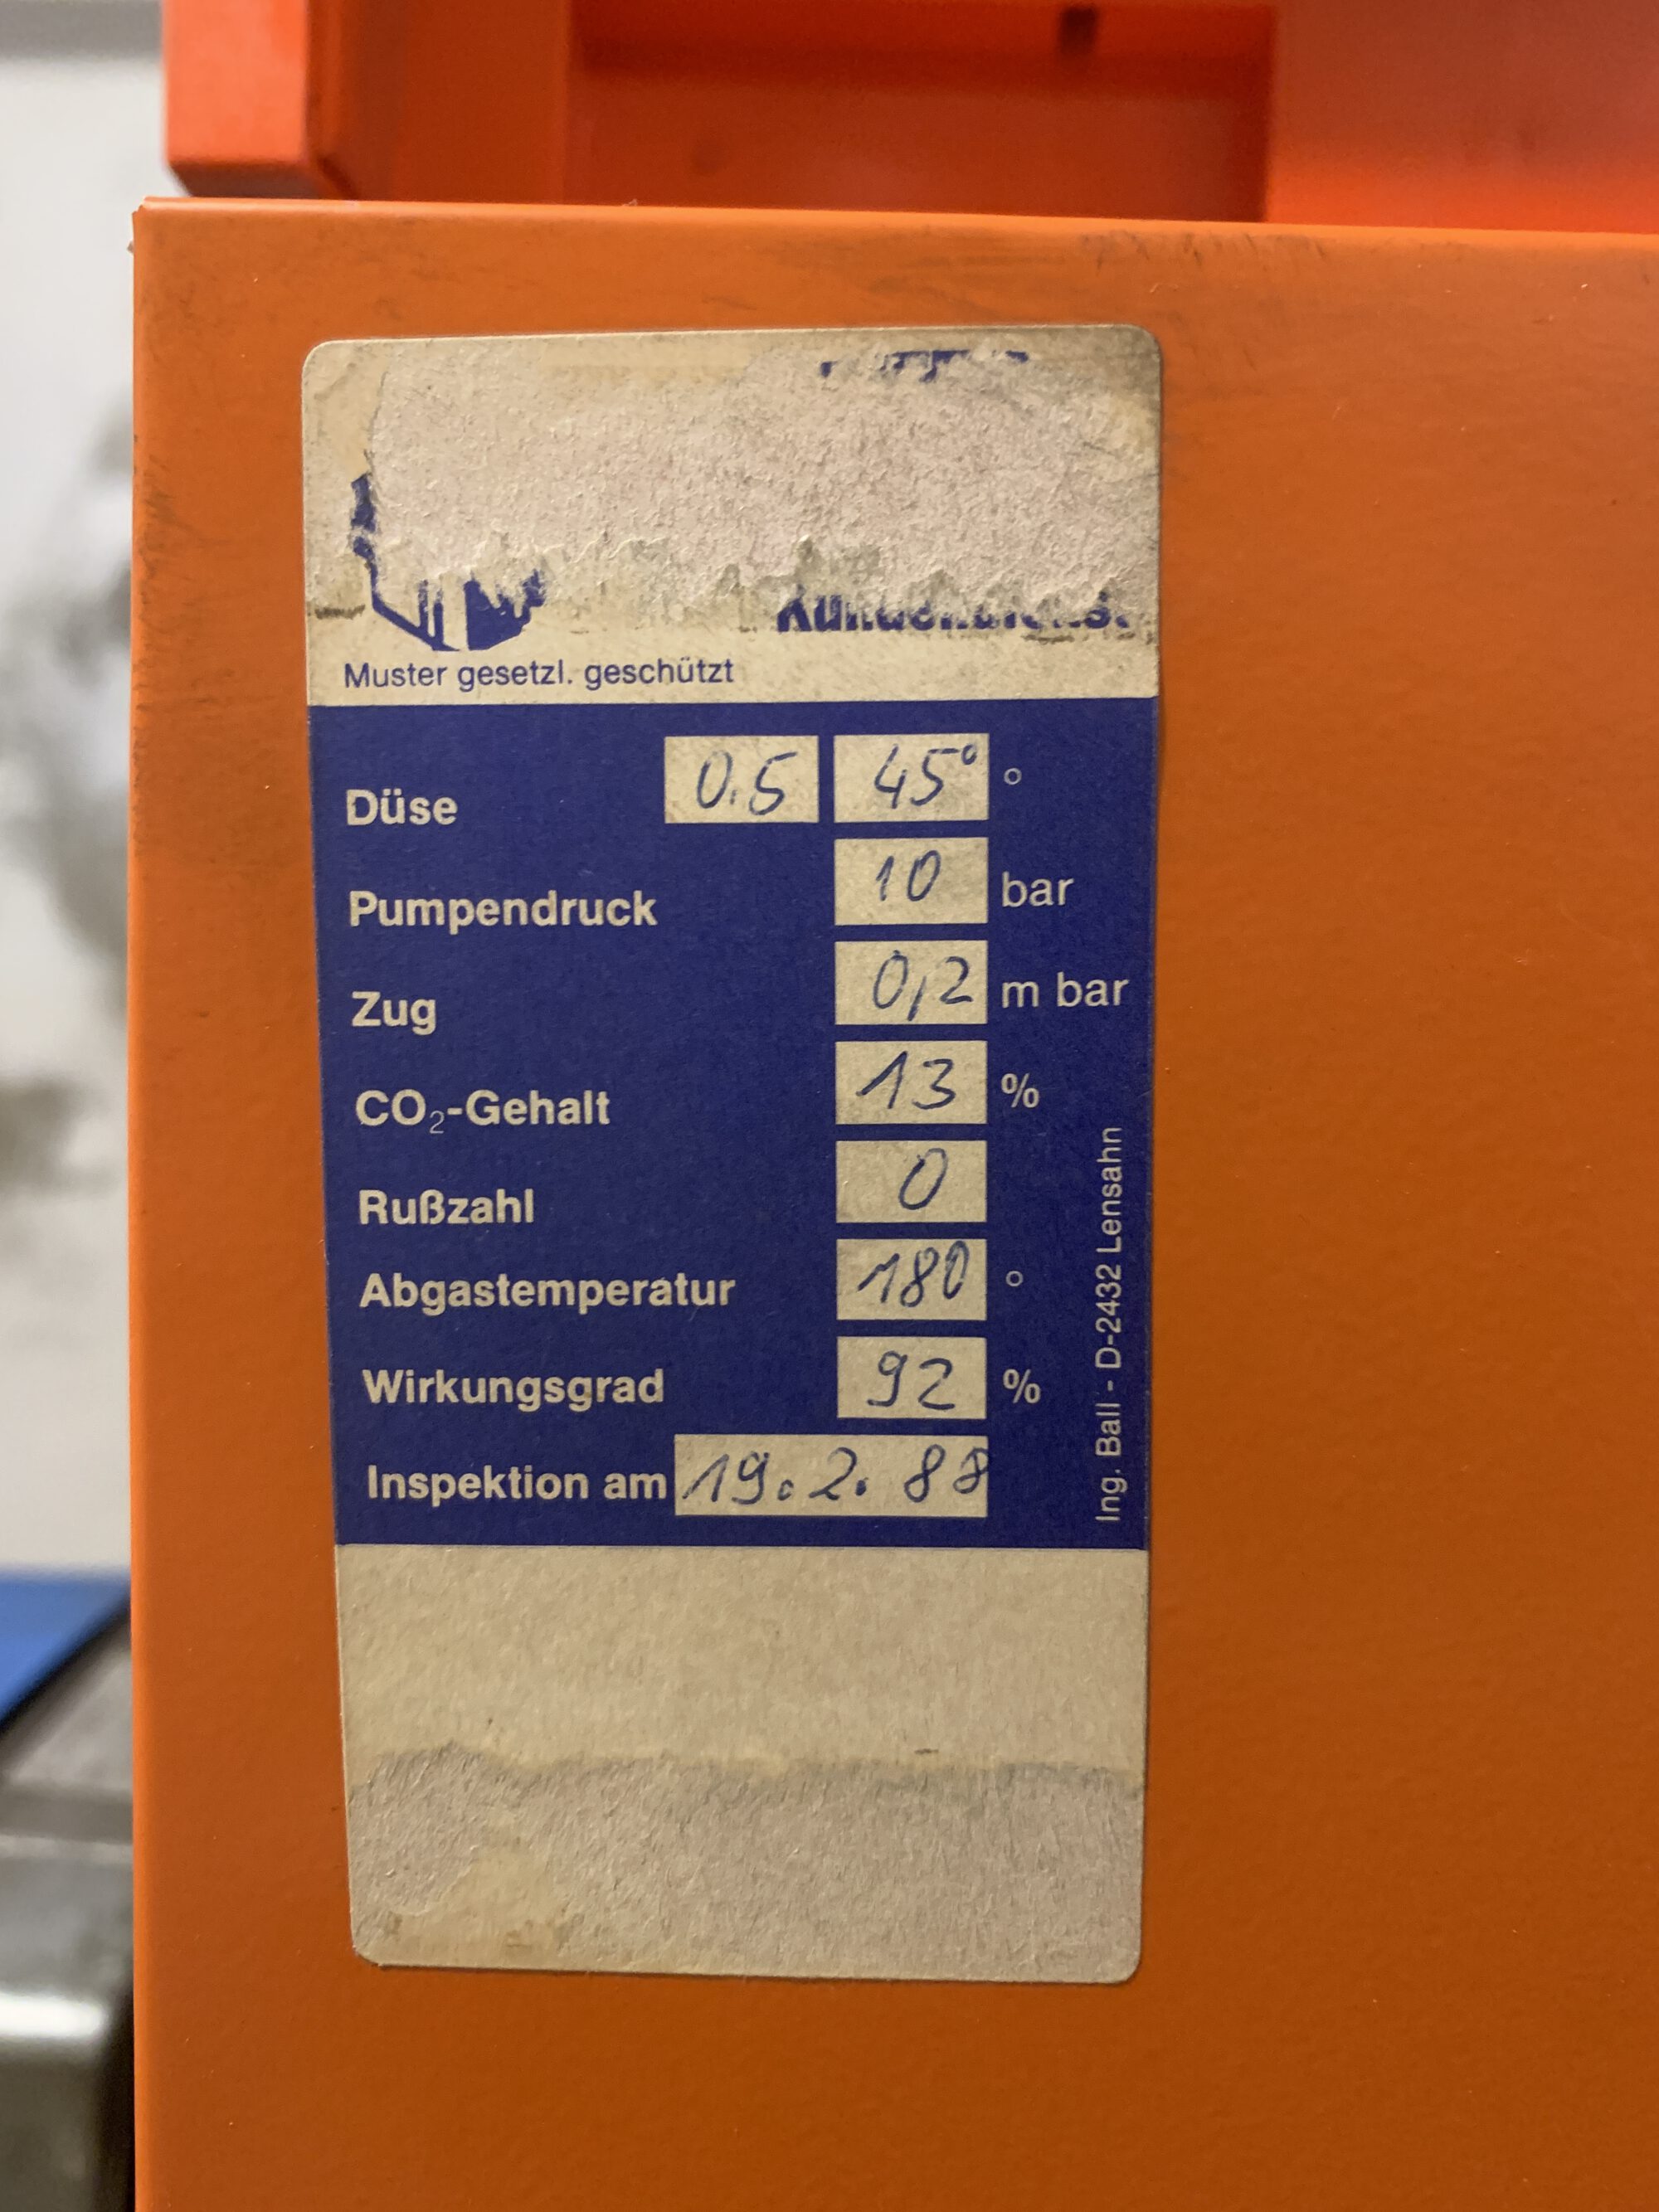 Muster gesetzl. geschützt
Düse 0.5 45° °
Pumpendruck 10 bar
Zug 0,2 m bar
CO₂-Gehalt 13 %
Rußzahl 0
Abgastemperatur 180 °
Wirkungsgrad 92 %
Inspektion am 19.2.88
Ing. Ball - D-2432 Lensahn